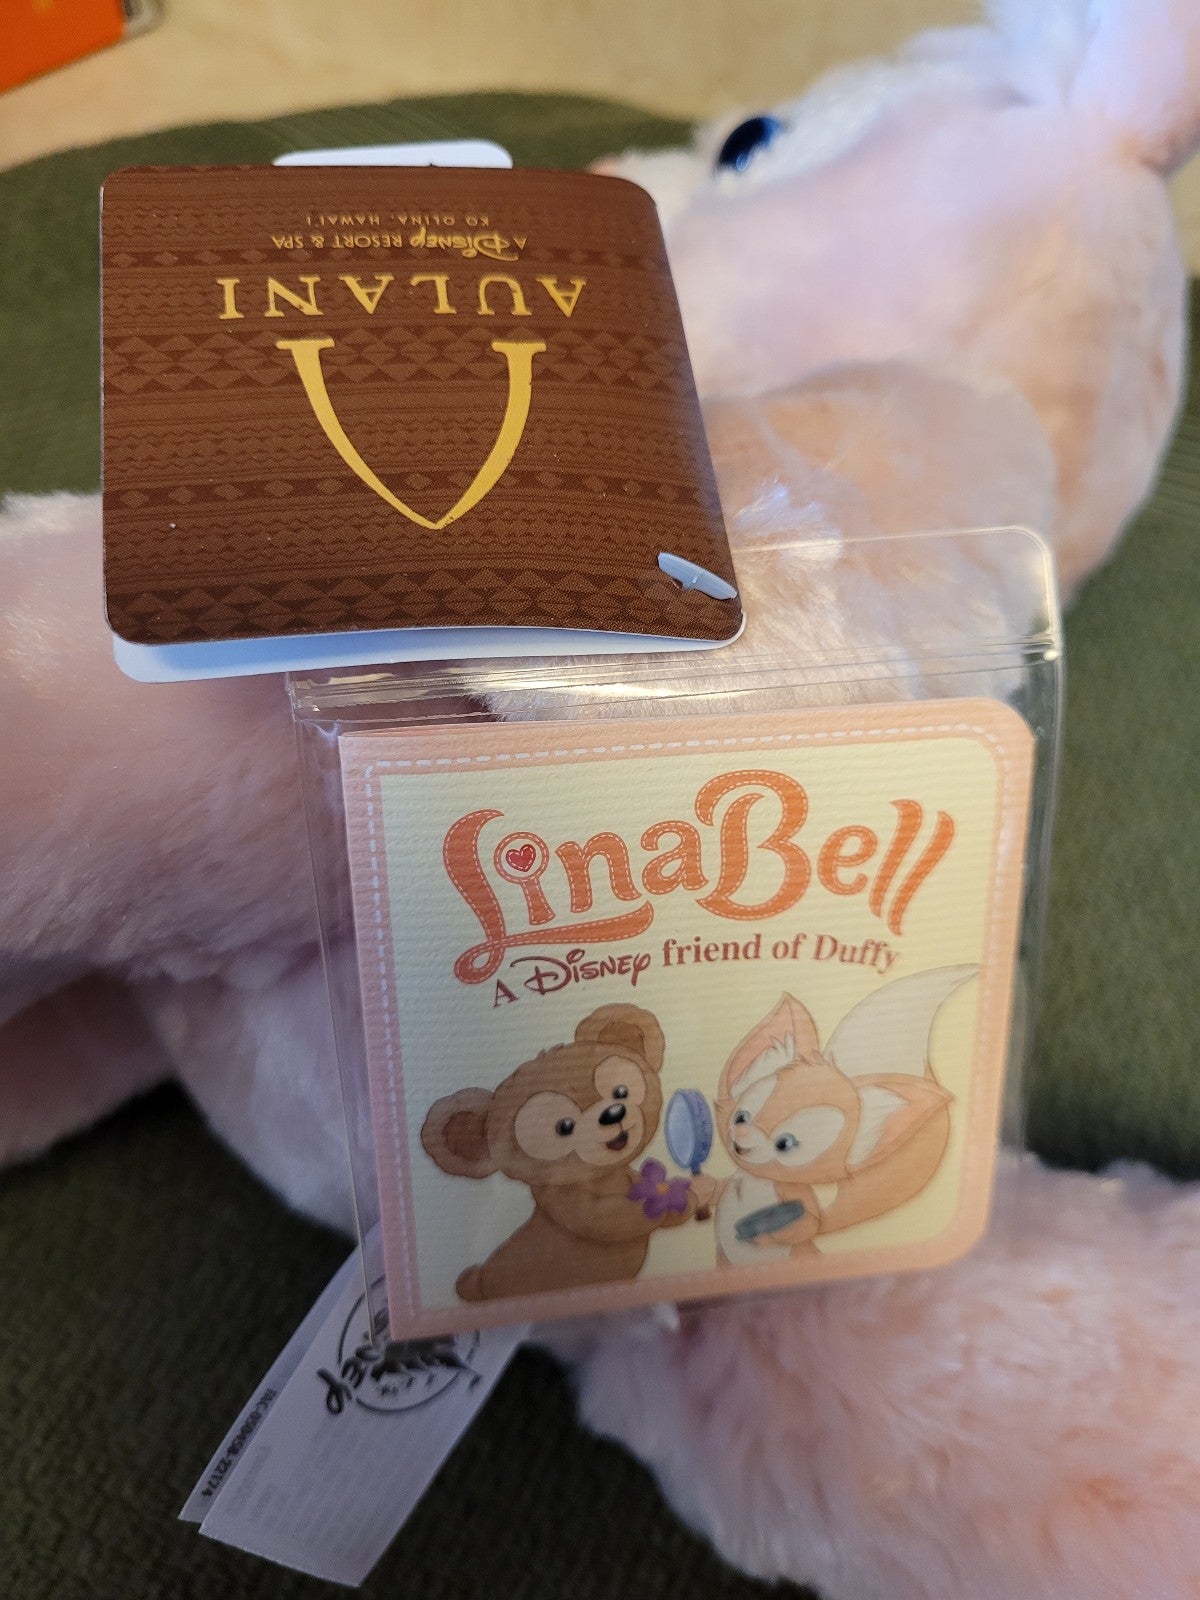 AULANI
A Disney RESORT & SPA
KO OLINA, HAWAI'I
LinaBell
A Disney friend of Duffy